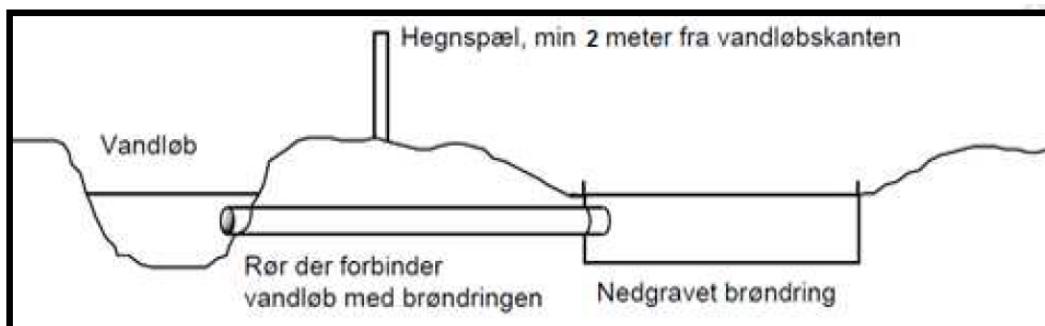 Hegnspæl, min 2 meter fra vandløbskanten
Vandløb
Rør der forbinder
vandløb med brøndringen
Nedgravet brøndring